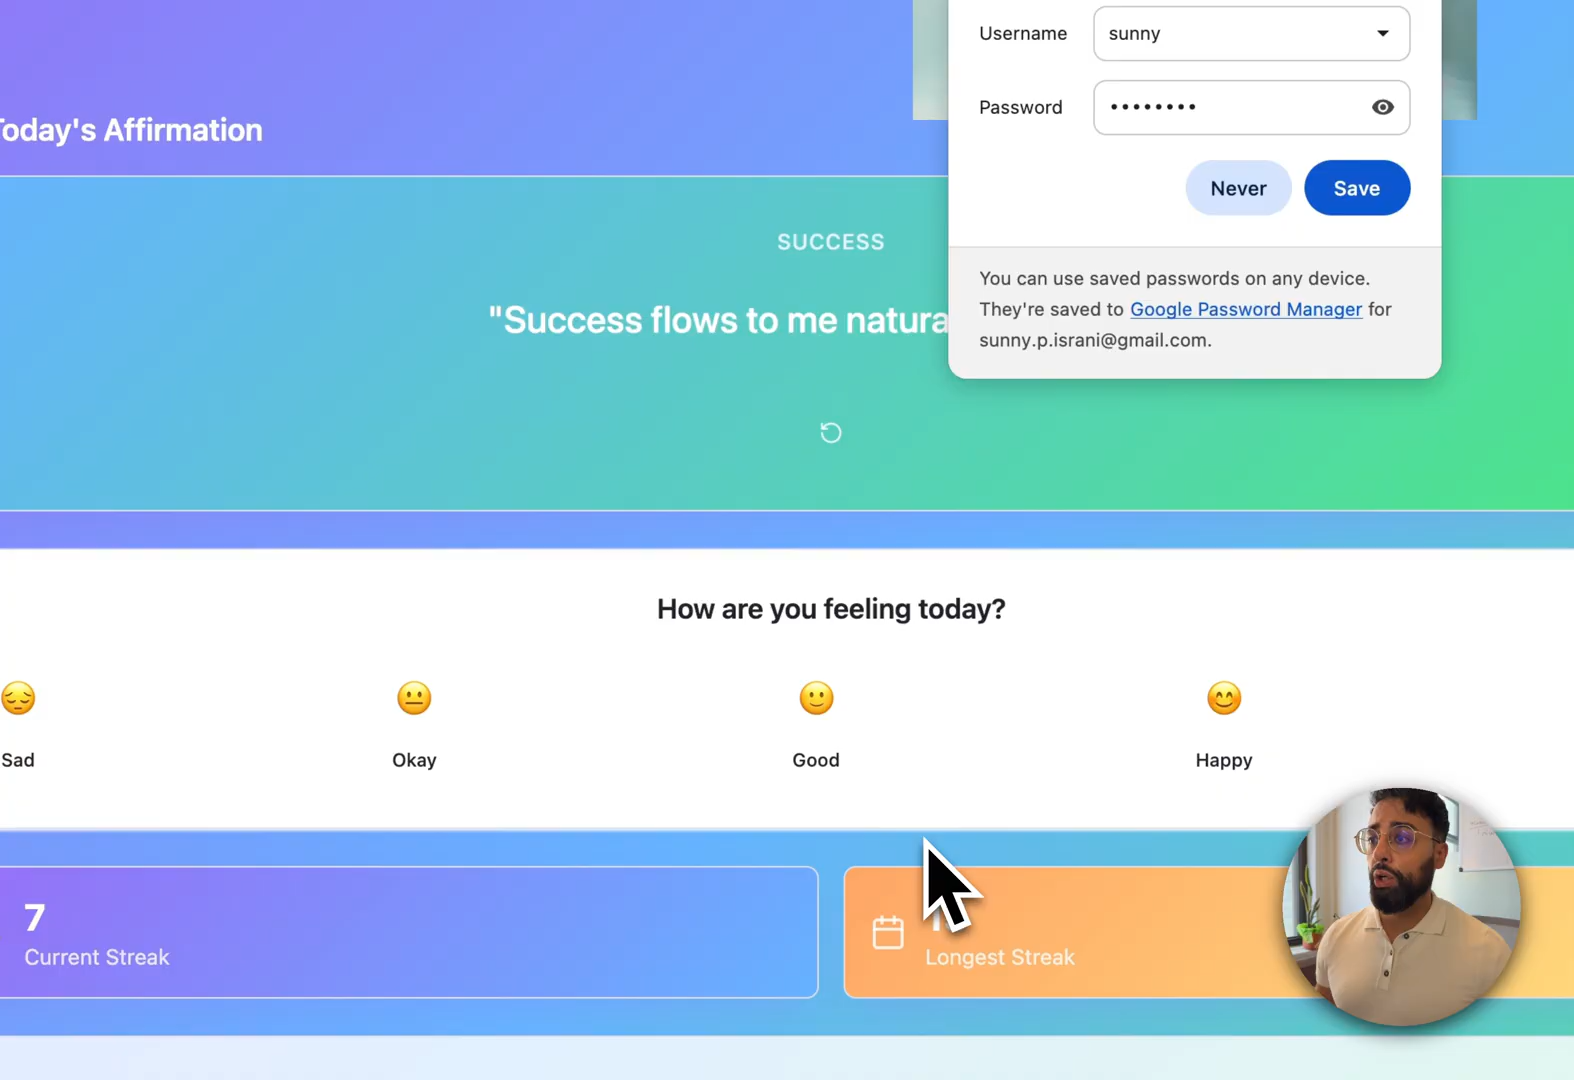 Username
sunny
Password
Never
Save
You can use saved passwords on any device.
They're saved to Google Password Manager for
sunny.p.israni@gmail.com.
Today's Affirmation
SUCCESS
"Success flows to me natura
How are you feeling today?
Sad
Okay
Good
Happy
7
Current Streak
Longest Streak